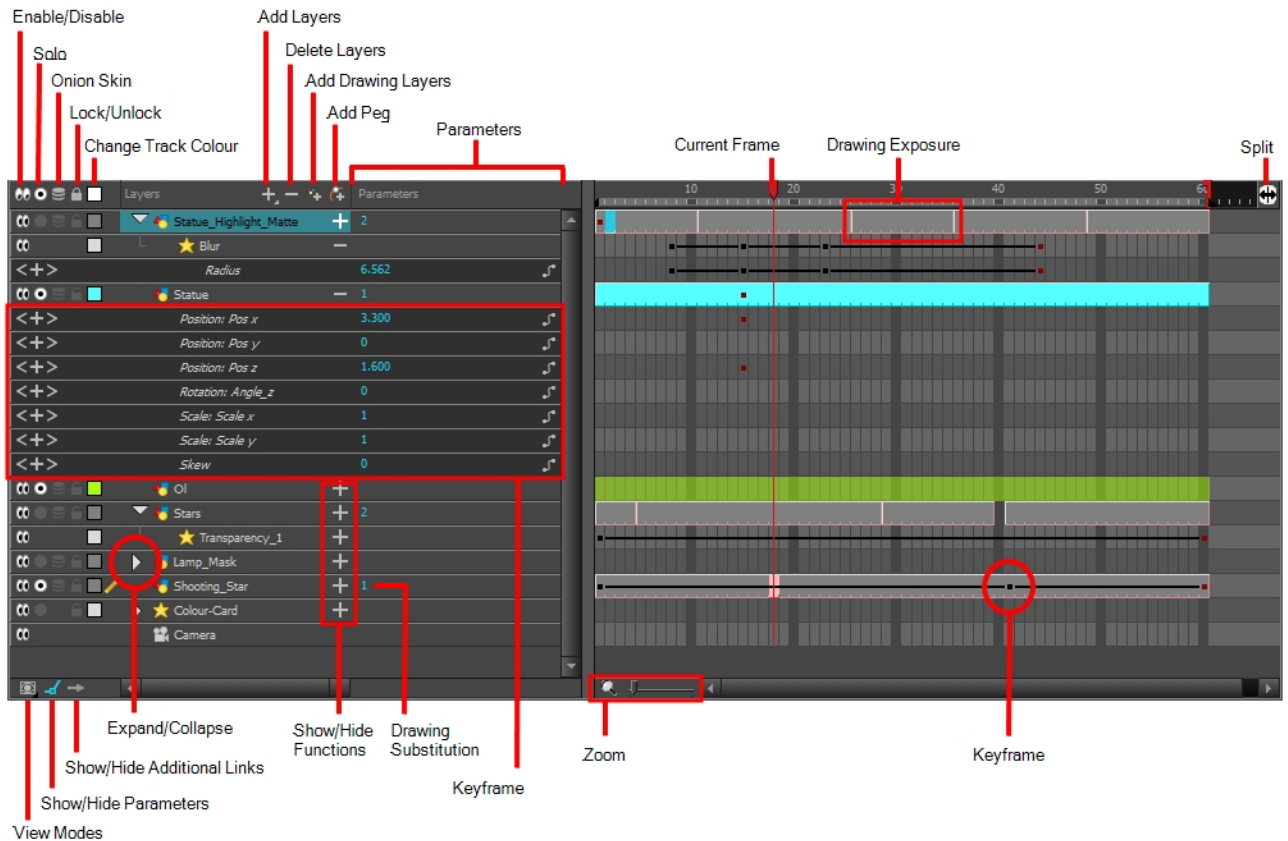 Enable/Disable
Add Layers
Solo
Delete Layers
Onion Skin
Add Drawing Layers
Lock/Unlock
Add Peg
Change Track Colour
Parameters
Current Frame
Drawing Exposure
Split
Layers
Parameters
10 20 30 40 50 60
Statue_Highlight_Matte 2
Blur
Radius 6.562
Statue 1
Position: Pos x 3.300
Position: Pos y 0
Position: Pos z 1.600
Rotation: Angle_z 0
Scale: Scale x 1
Scale: Scale y 1
Skew 0
Ol
Stars 2
Transparency_1
Lamp_Mask
Shooting_Star 1
Colour-Card
Camera
Expand/Collapse
Show/Hide
Functions
Drawing
Substitution
Zoom
Keyframe
Show/Hide Additional Links
Keyframe
Show/Hide Parameters
View Modes